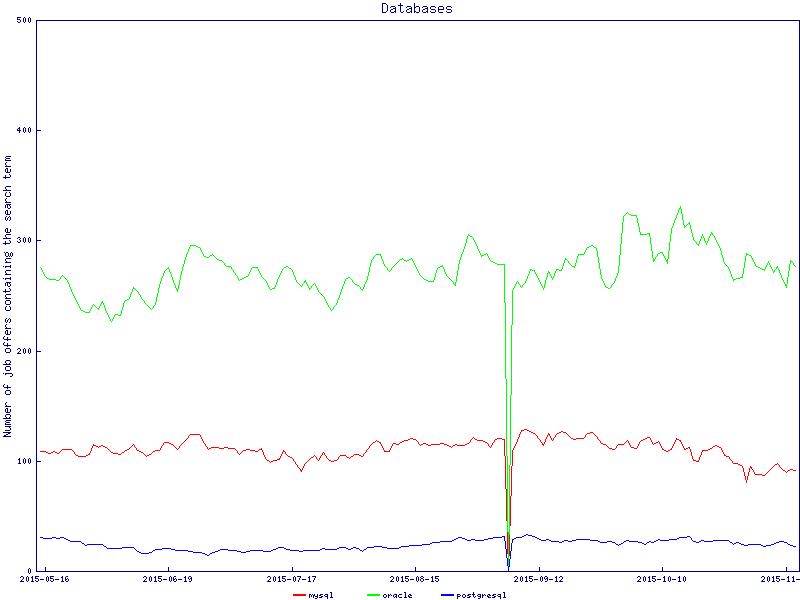 Databases
Number of job offers containing the search term
500
400
300
200
100
0
2015-05-16 2015-06-19 2015-07-17 2015-08-15 2015-09-12 2015-10-10 2015-11-
mysql oracle postgresql